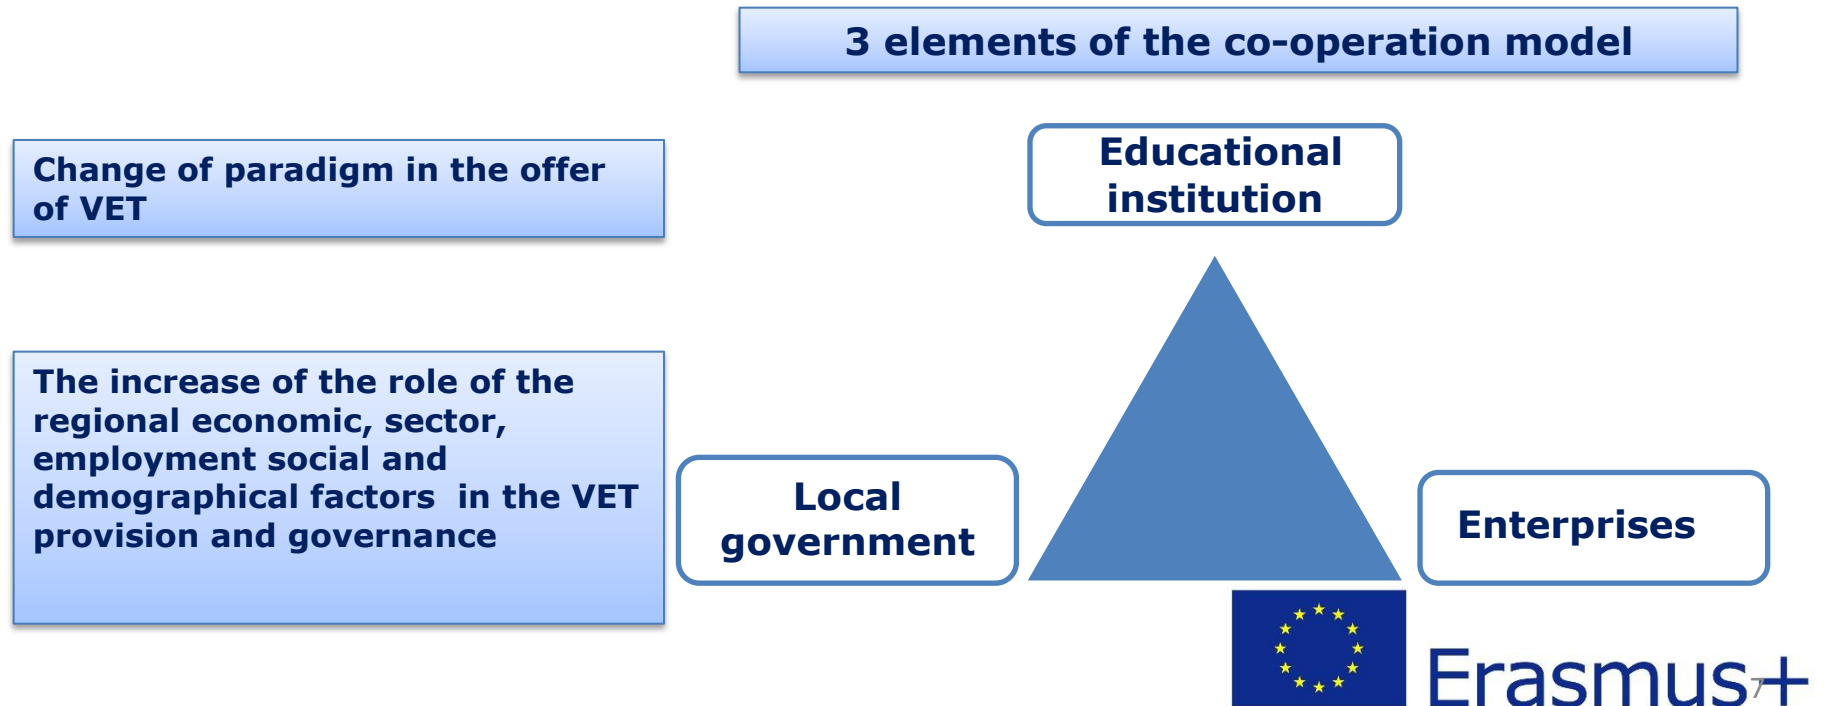 3 elements of the co-operation model
Change of paradigm in the offer
of VET
Educational
institution
The increase of the role of the
regional economic, sector,
employment social and
demographical factors  in the VET
provision and governance
Local
government
Enterprises
Erasmus+
7